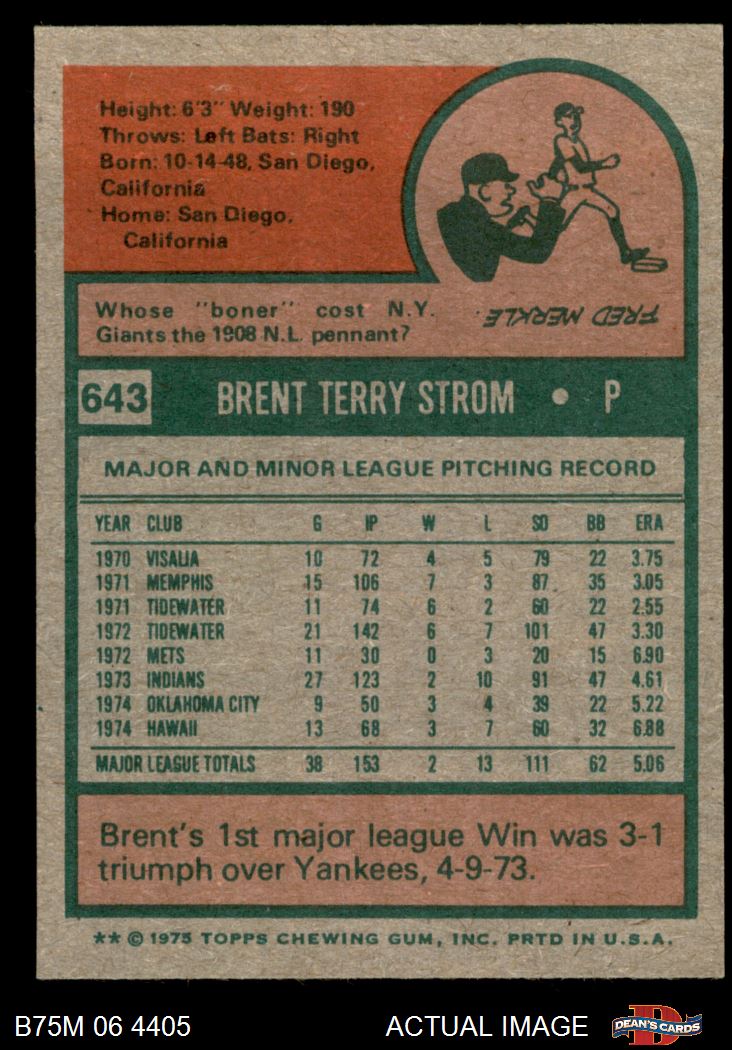 Height: 6'3" Weight: 190
Throws: Left Bats: Right
Born: 10-14-48, San Diego,
California
Home: San Diego,
California
Whose "boner" cost N.Y.
Giants the 1908 N.L. pennant?
FRED MERKLE.
643 BRENT TERRY STROM • P
MAJOR AND MINOR LEAGUE PITCHING RECORD
YEAR CLUB G IP W L SO BB ERA
1970 VISALIA 10 72 4 5 79 22 3.75
1971 MEMPHIS 15 106 7 3 87 35 3.05
1971 TIDEWATER 11 74 6 2 60 22 2.55
1972 TIDEWATER 21 142 6 7 101 47 3.30
1972 METS 11 30 0 3 20 15 6.90
1973 INDIANS 27 123 2 10 91 47 4.61
1974 OKLAHOMA CITY 9 50 3 4 39 22 5.22
1974 HAWAII 13 68 3 7 60 32 6.88
MAJOR LEAGUE TOTALS 38 153 2 13 111 62 5.06
Brent's 1st major league Win was 3-1
triumph over Yankees, 4-9-73.
** © 1975 TOPPS CHEWING GUM, INC. PRTD IN U.S.A.
B75M 06 4405 ACTUAL IMAGE D DEAN'S CARDS